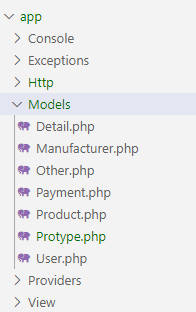 app
Console
Exceptions
Http
Models
Detail.php
Manufacturer.php
Other.php
Payment.php
Product.php
Protype.php
User.php
Providers
View